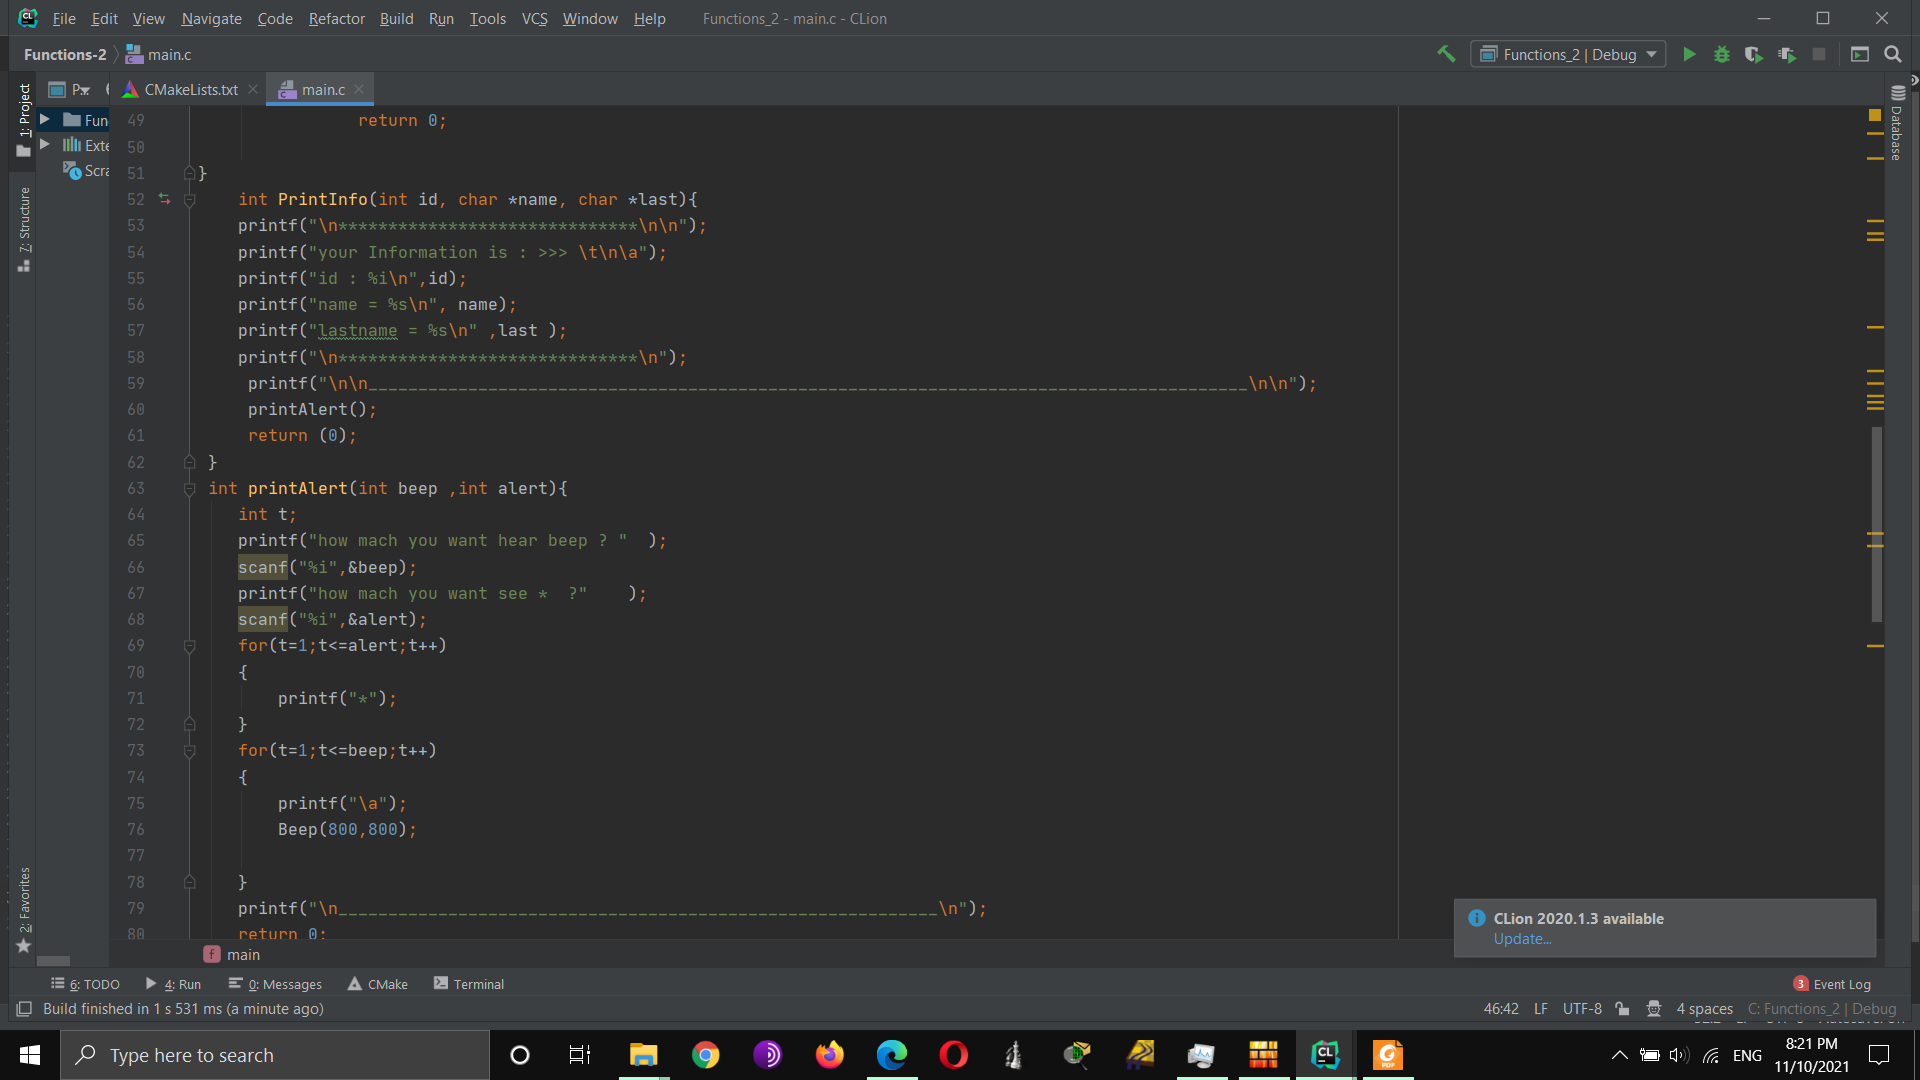 File Edit View Navigate Code Refactor Build Run Tools VCS Window Help Functions_2 - main.c - CLion
Functions-2 main.c Functions_2 | Debug
P CMakeLists.txt main.c
1: Project
7: Structure
2: Favorites
Database
Fun
Exte
Scra
49 return 0;
50
51 }
52 int PrintInfo(int id, char *name, char *last){
53 printf("\n******************************\n\n");
54 printf("your Information is : >>> \t\n\a");
55 printf("id : %i\n",id);
56 printf("name = %s\n", name);
57 printf("lastname = %s\n" ,last );
58 printf("\n******************************\n");
59 printf("\n\n________________________________________________________________________________________\n\n");
60 printAlert();
61 return (0);
62 }
63 int printAlert(int beep ,int alert){
64 int t;
65 printf("how mach you want hear beep ? "  );
66 scanf("%i",&beep);
67 printf("how mach you want see *  ?"    );
68 scanf("%i",&alert);
69 for(t=1;t<=alert;t++)
70 {
71 printf("*");
72 }
73 for(t=1;t<=beep;t++)
74 {
75 printf("\a");
76 Beep(800,800);
77
78 }
79 printf("\n____________________________________________________________\n");
80 return 0;
f main
CLion 2020.1.3 available
Update...
6: TODO 4: Run 0: Messages CMake Terminal 3 Event Log
Build finished in 1 s 531 ms (a minute ago) 46:42 LF UTF-8 4 spaces C: Functions_2 | Debug
Type here to search ENG 8:21 PM
11/10/2021